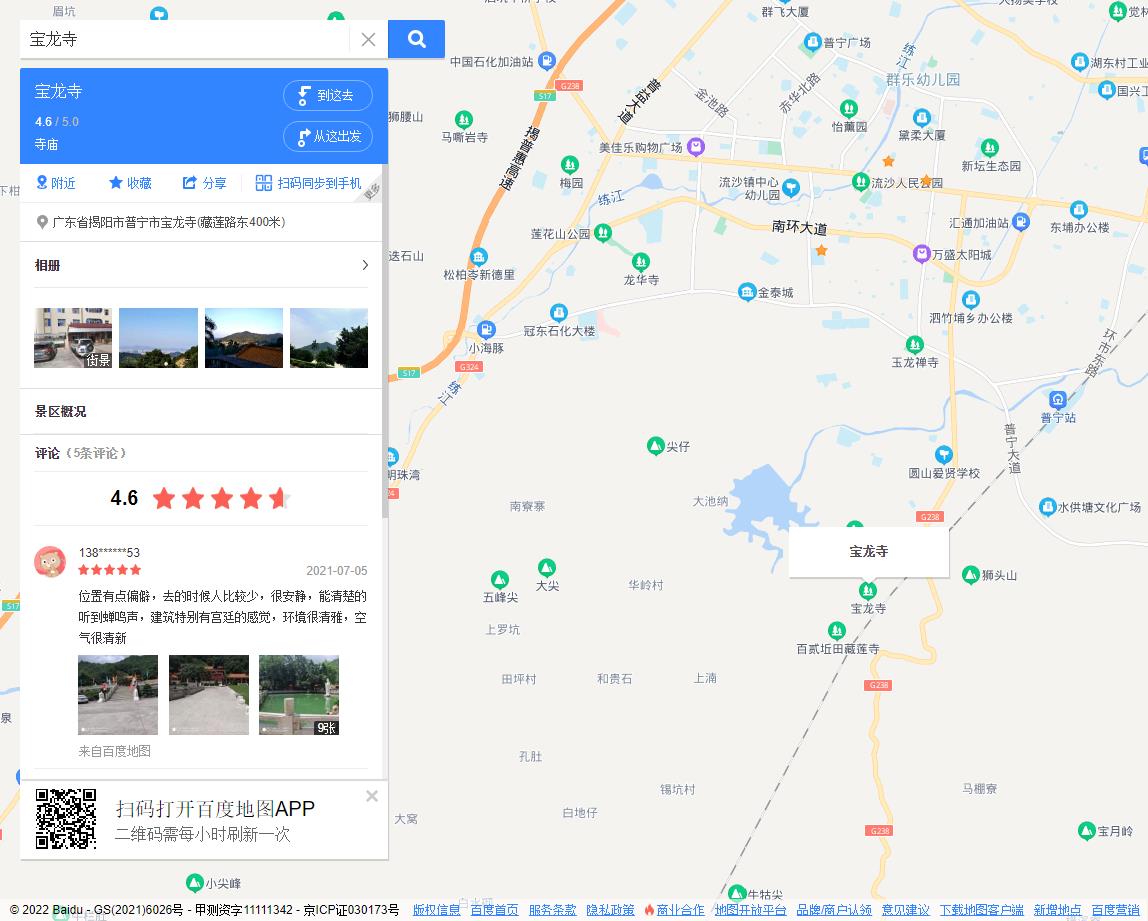 眉坑
宝龙寺
宝龙寺
到这去
4.6 / 5.0
从这出发
寺庙
附近
收藏
分享
扫码同步到手机
更多
广东省揭阳市普宁市宝龙寺(藏莲路东400米)
相册
街景
景区概况
评论（5条评论）
4.6
138******53
2021-07-05
位置有点偏僻，去的时候人比较少，很安静，能清楚的
听到蝉鸣声，建筑特别有宫廷的感觉，环境很清雅，空
气很清新
9张
来自百度地图
扫码打开百度地图APP
二维码需每小时刷新一次
群飞大厦
普宁广场
练江
群乐幼儿园
湖东村工业
国兴工
中国石化加油站
G238
S17
普益大道
金池路
赤华北路
狮腰山
马嘶岩寺
揭普惠高速
怡薰园
黛柔大厦
美佳乐购物广场
新坛生态园
梅园
下柑
练江
流沙镇中心
幼儿园
流沙人民公园
莲花山公园
南环大道
汇通加油站
东埔办公楼
迭石山
松柏岺新德里
龙华寺
万盛太阳城
金泰城
冠东石化大楼
泗竹埔乡办公楼
小海豚
G324
S17
玉龙禅寺
环市东路
练江
普宁站
普宁大道
尖仔
明珠湾
圆山爱贤学校
南寮寨
大池纳
水供塘文化广场
G238
宝龙寺
大尖
五峰尖
华岭村
狮头山
宝龙寺
S17
上罗坑
百贰坵田藏莲寺
田坪村
和贵石
上湳
G238
泉
孔肚
锡坑村
马棚寮
大窝
白地仔
G238
宝月岭
小尖峰
牛牯尖
© 2022 Baidu - GS(2021)6026号 - 甲测资字11111342 - 京ICP证030173号
版权信息
百度首页
服务条款
隐私政策
商业合作
地图开放平台
品牌/商户认领
意见建议
下载地图客户端
新增地点
百度营销